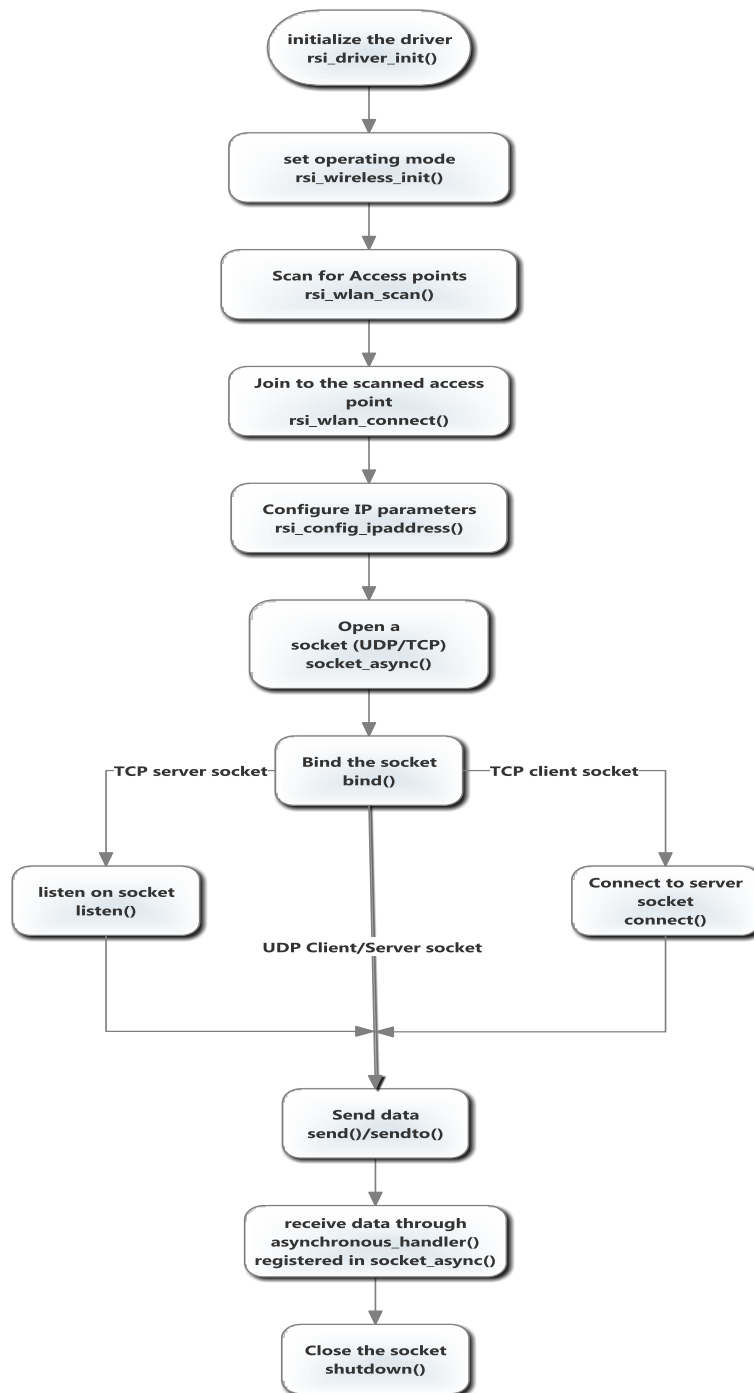 initialize the driver
rsi_driver_init()
set operating mode
rsi_wireless_init()
Scan for Access points
rsi_wlan_scan()
Join to the scanned access
point
rsi_wlan_connect()
Configure IP parameters
rsi_config_ipaddress()
Open a
socket (UDP/TCP)
socket_async()
Bind the socket
bind()
TCP server socket
TCP client socket
listen on socket
listen()
Connect to server
socket
connect()
UDP Client/Server socket
Send data
send()/sendto()
receive data through
asynchronous_handler()
registered in socket_async()
Close the socket
shutdown()